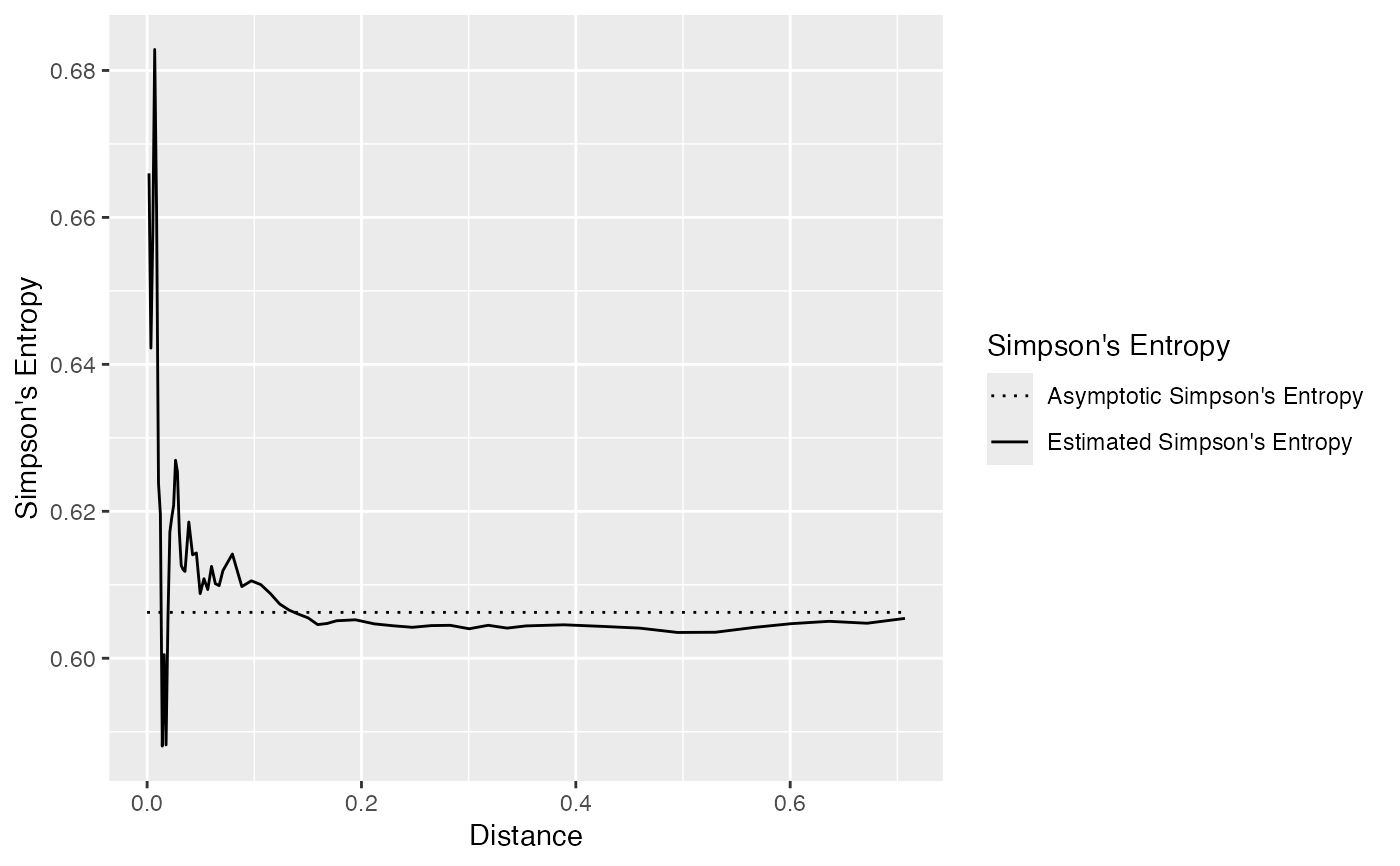 0.68
0.66
0.64
0.62
0.60
Simpson's Entropy
0.0 0.2 0.4 0.6
Distance
Simpson's Entropy
Asymptotic Simpson's Entropy
Estimated Simpson's Entropy